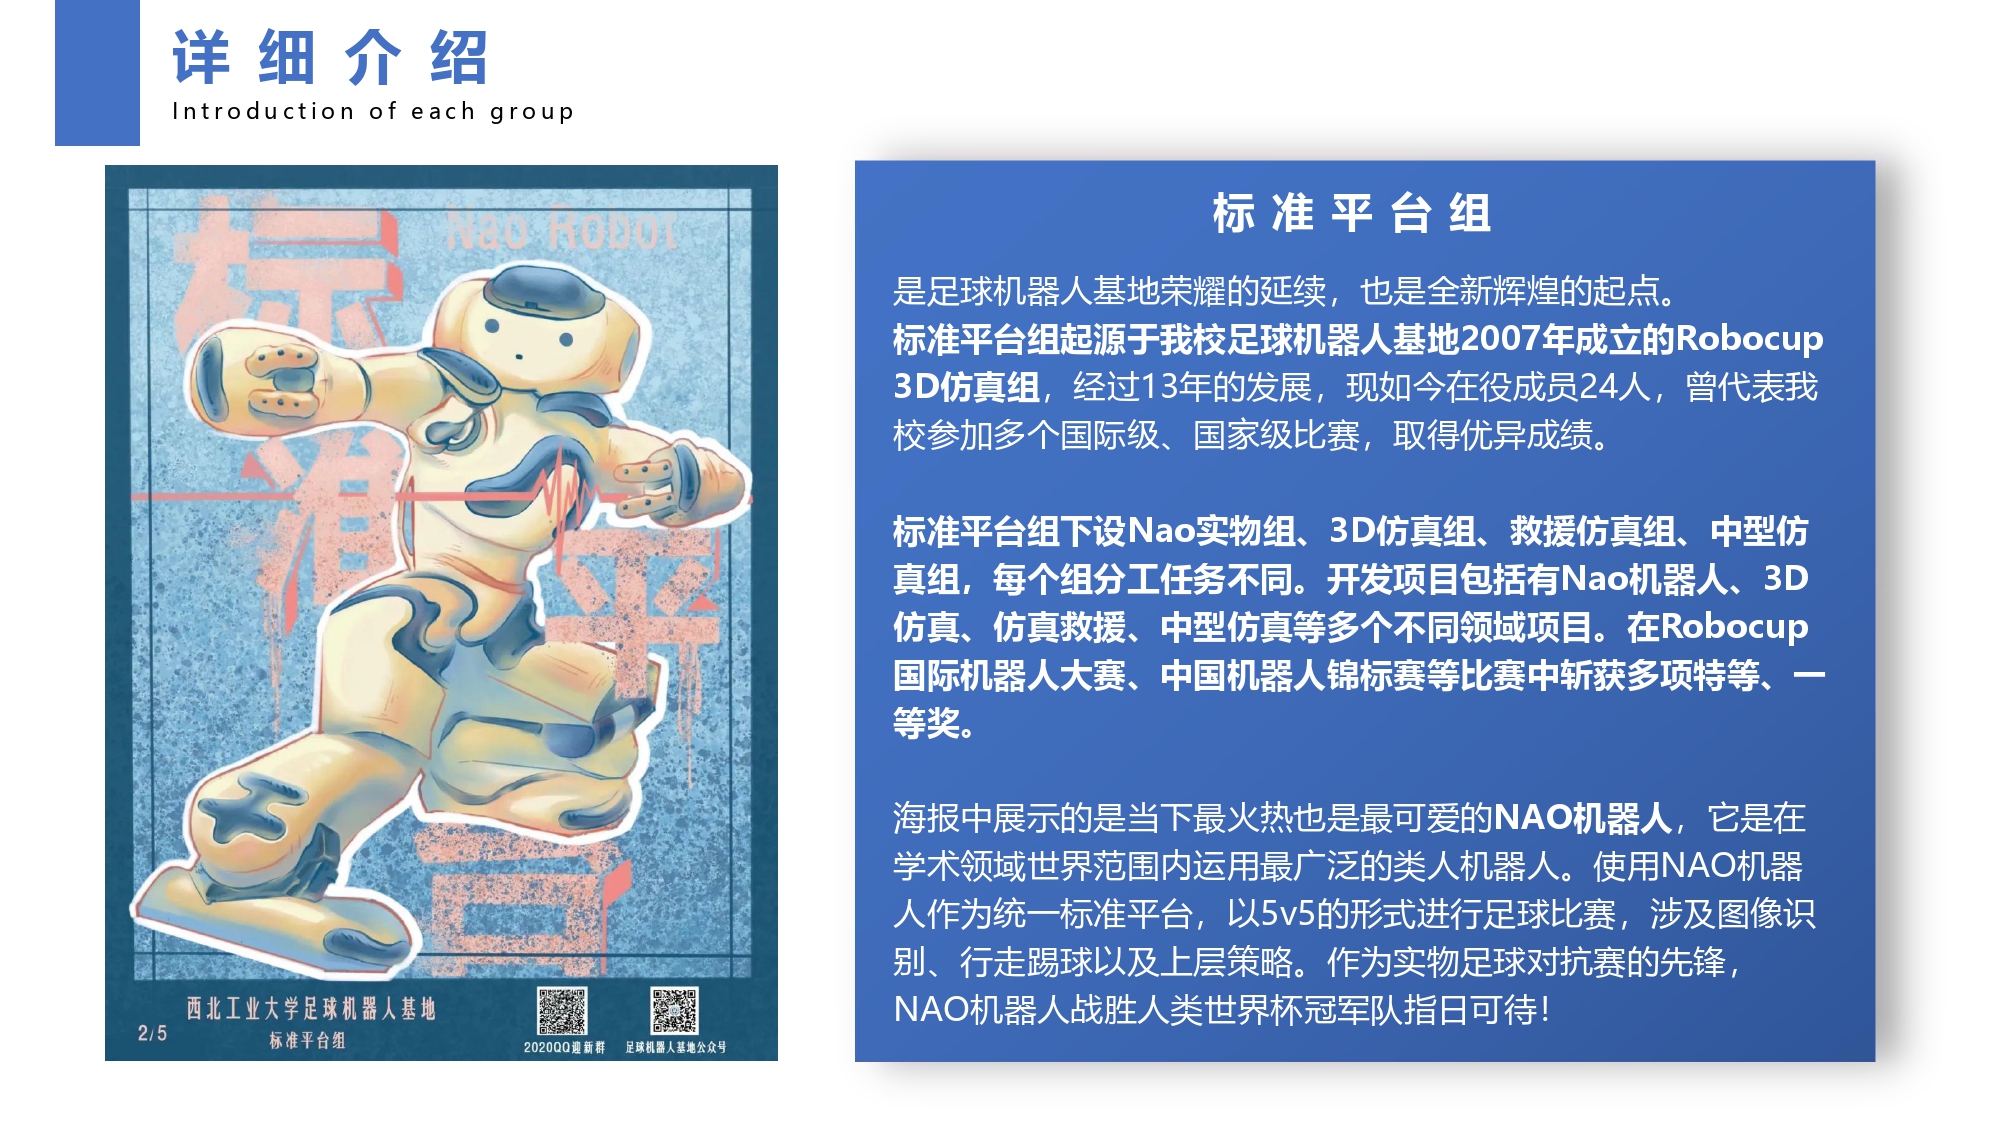 详细介绍
Introduction of each group
标准平台
Nao Robot
西北工业大学足球机器人基地
2/5
标准平台组
2020QQ迎新群
足球机器人基地公众号
标准平台组
是足球机器人基地荣耀的延续，也是全新辉煌的起点。
标准平台组起源于我校足球机器人基地2007年成立的Robocup
3D仿真组，经过13年的发展，现如今在役成员24人，曾代表我
校参加多个国际级、国家级比赛，取得优异成绩。
标准平台组下设Nao实物组、3D仿真组、救援仿真组、中型仿
真组，每个组分工任务不同。开发项目包括有Nao机器人、3D
仿真、仿真救援、中型仿真等多个不同领域项目。在Robocup
国际机器人大赛、中国机器人锦标赛等比赛中斩获多项特等、一
等奖。
海报中展示的是当下最火热也是最可爱的NAO机器人，它是在
学术领域世界范围内运用最广泛的类人机器人。使用NAO机器
人作为统一标准平台，以5v5的形式进行足球比赛，涉及图像识
别、行走踢球以及上层策略。作为实物足球对抗赛的先锋，
NAO机器人战胜人类世界杯冠军队指日可待！